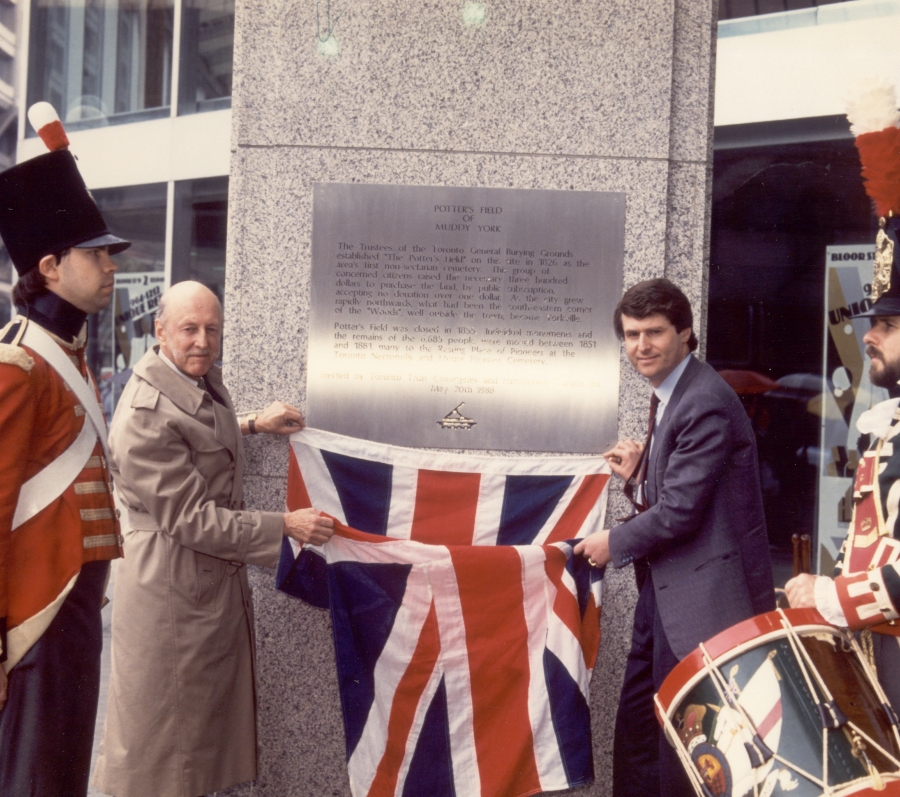 POTTER'S FIELD
OF
MUDDY YORK
The Trustees of the Toronto General Burying Grounds
established "The Potter's Field" on the site in 1826 as the
area's first non-sectarian cemetery. The group of
concerned citizens raised the necessary three hundred
dollars to purchase the land, by public subscription,
accepting no donation over one dollar. As the city grew
rapidly northwards, what had been the south-eastern corner
of the "Woods", well outside the town, became Yorkville.
Potter's Field was closed in 1855. Individual monuments and
the remains of the 6,685 people, were moved between 1851
and 1881, many to the Resting Place of Pioneers at the
Toronto Necropolis and Mount Pleasant Cemetery.
May 20th 1988
BLOOR